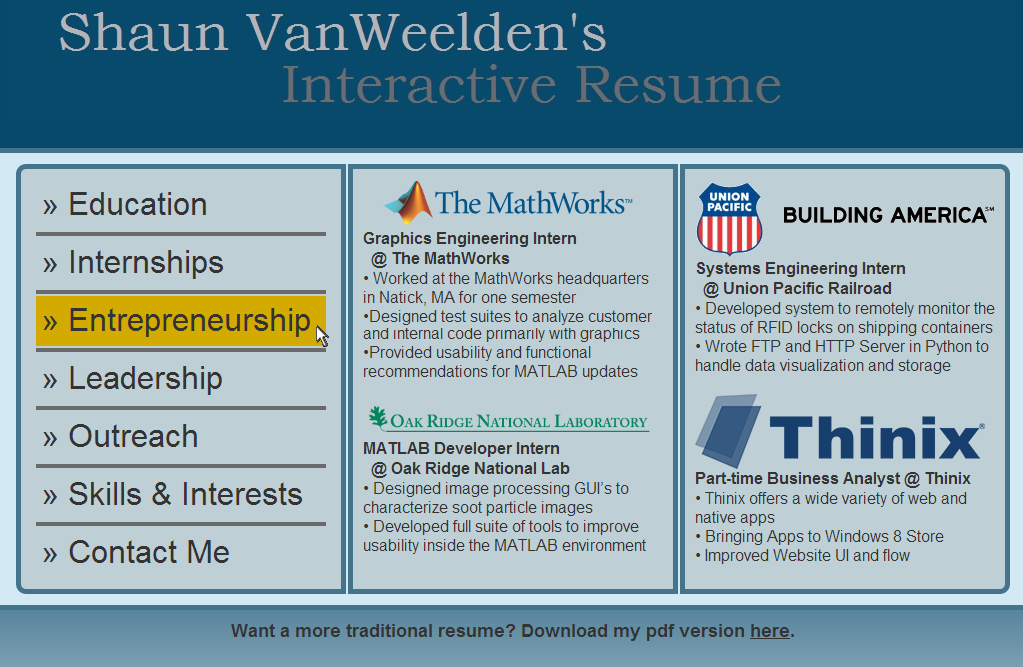 Shaun VanWeelden's
Interactive Resume
» Education
» Internships
» Entrepreneurship
» Leadership
» Outreach
» Skills & Interests
» Contact Me
The MathWorks™
Graphics Engineering Intern
@ The MathWorks
• Worked at the MathWorks headquarters
in Natick, MA for one semester
•Designed test suites to analyze customer
and internal code primarily with graphics
•Provided usability and functional
recommendations for MATLAB updates
OAK RIDGE NATIONAL LABORATORY
MATLAB Developer Intern
@ Oak Ridge National Lab
• Designed image processing GUI's to
characterize soot particle images
• Developed full suite of tools to improve
usability inside the MATLAB environment
UNION
PACIFIC
BUILDING AMERICA℠
Systems Engineering Intern
@ Union Pacific Railroad
• Developed system to remotely monitor the
status of RFID locks on shipping containers
• Wrote FTP and HTTP Server in Python to
handle data visualization and storage
Thinix®
Part-time Business Analyst @ Thinix
• Thinix offers a wide variety of web and
native apps
• Bringing Apps to Windows 8 Store
• Improved Website UI and flow
Want a more traditional resume? Download my pdf version here.